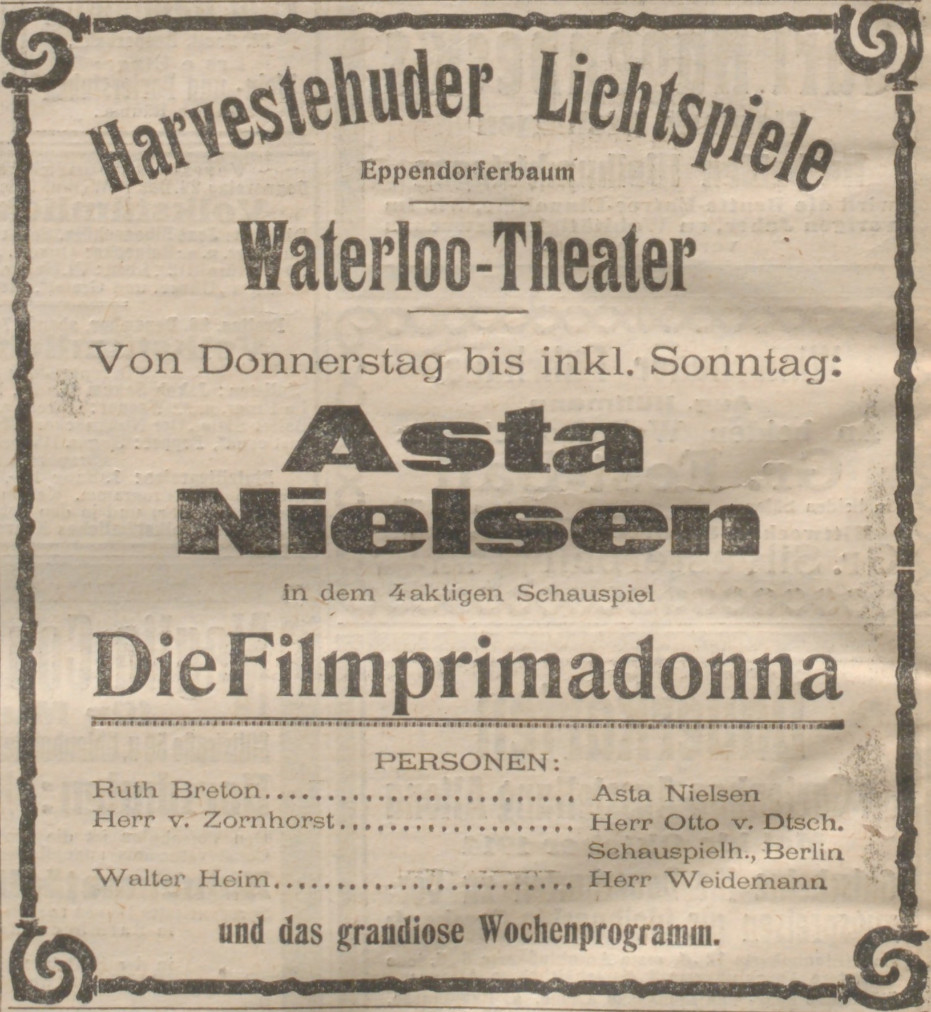 Harvestehuder Lichtspiele
Eppendorferbaum
Waterloo-Theater
Von Donnerstag bis inkl. Sonntag:
Asta
Nielsen
in dem 4aktigen Schauspiel
Die Filmprimadonna
PERSONEN:
Ruth Breton........................ Asta Nielsen
Herr v. Zornhorst.................. Herr Otto v. Dtsch.
Schauspielh., Berlin
Walter Heim........................ Herr Weidemann
und das grandiose Wochenprogramm.